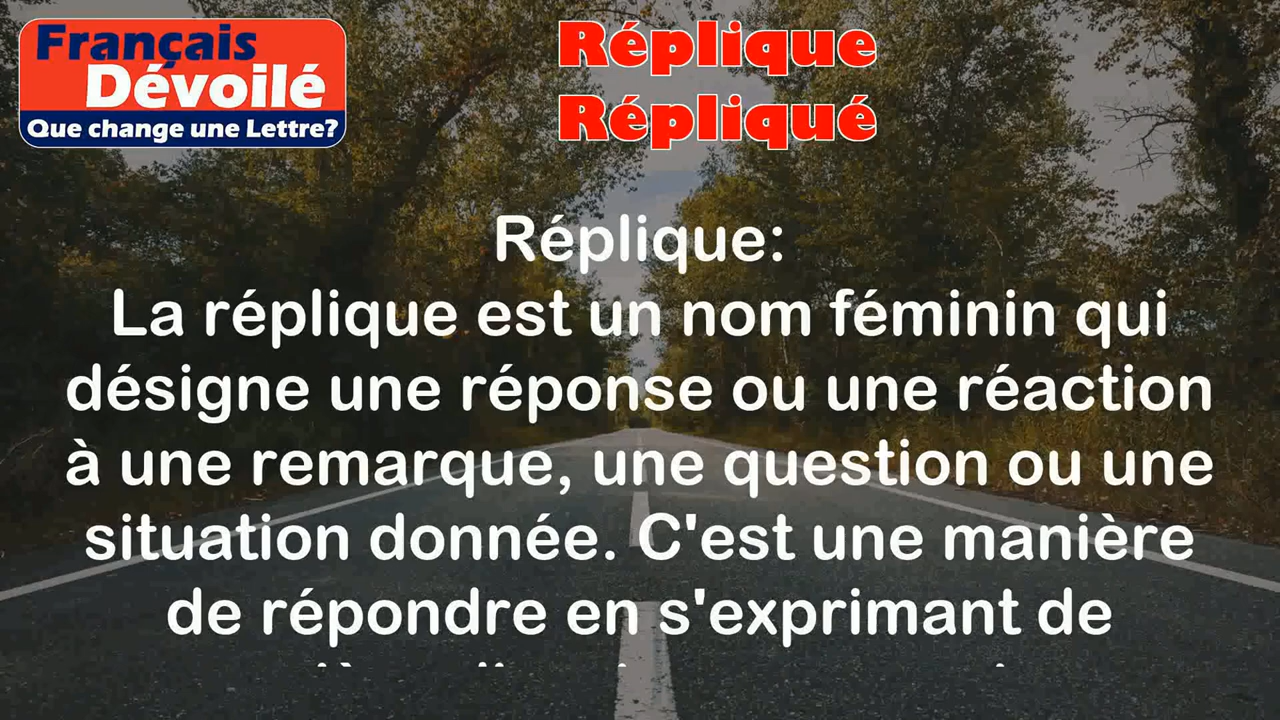 Français
Dévoilé
Que change une Lettre?
Réplique
Répliqué
Réplique:
La réplique est un nom féminin qui
désigne une réponse ou une réaction
à une remarque, une question ou une
situation donnée. C'est une manière
de répondre en s'exprimant de